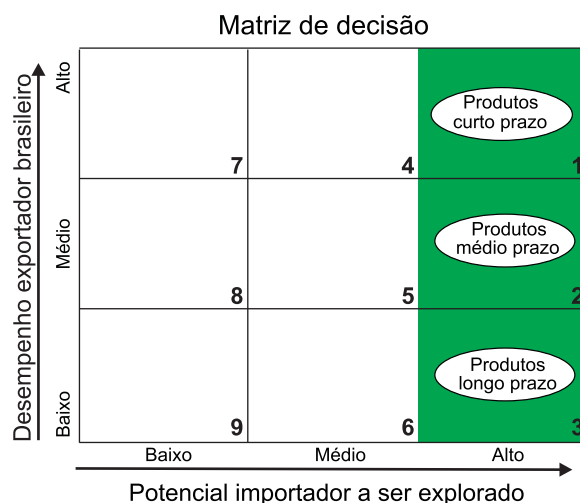 Matriz de decisão
Desempenho exportador brasileiro
Alto
Médio
Baixo
7
4
Produtos
curto prazo
1
8
5
Produtos
médio prazo
2
9
6
Produtos
longo prazo
3
Baixo
Médio
Alto
Potencial importador a ser explorado